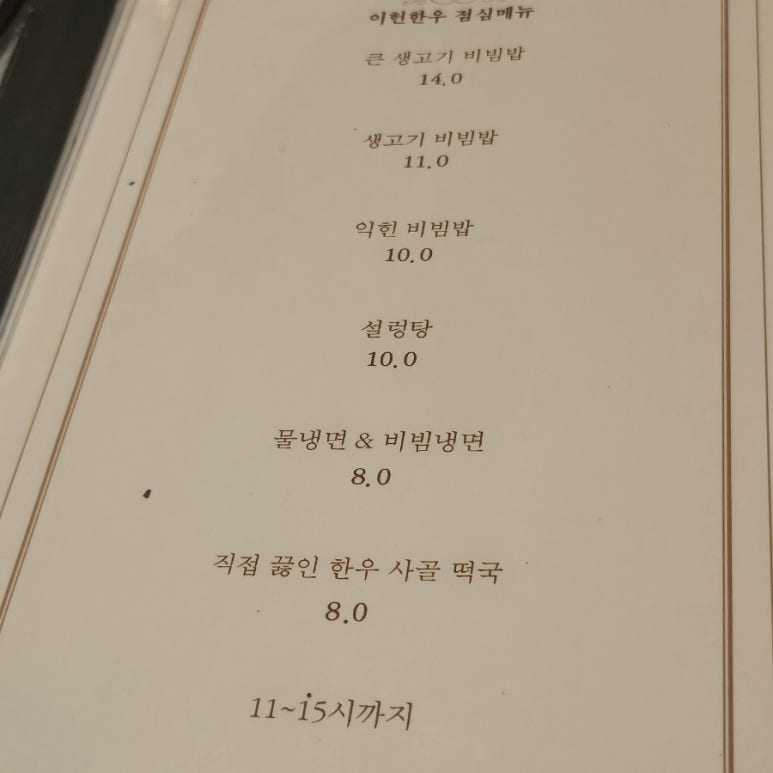 이헌한우 점심메뉴
큰 생고기 비빔밥
14.0
생고기 비빔밥
11.0
익힌 비빔밥
10.0
설렁탕
10.0
물냉면 & 비빔냉면
8.0
직접 끓인 한우 사골 떡국
8.0
11~15시까지